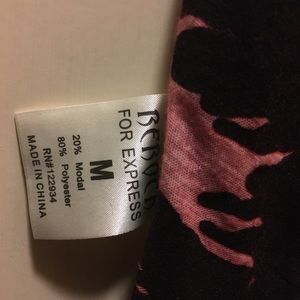 FOR EXPRESS
M
20% Modal
80% Polyester
RN#122934
MADE IN CHINA